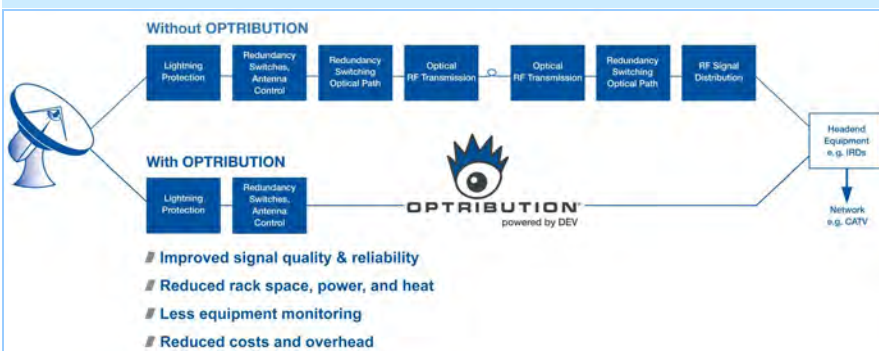 Without OPTRIBUTION
Lightning
Protection
Redundancy
Switches,
Antenna
Control
Redundancy
Switching
Optical Path
Optical
RF Transmission
Optical
RF Transmission
Redundancy
Switching
Optical Path
RF Signal
Distribution
Headend
Equipment
e. g. IRDs
Network
e.g. CATV
With OPTRIBUTION
Lightning
Protection
Redundancy
Switches,
Antenna
Control
OPTRIBUTION
powered by DEV
Improved signal quality & reliability
Reduced rack space, power, and heat
Less equipment monitoring
Reduced costs and overhead